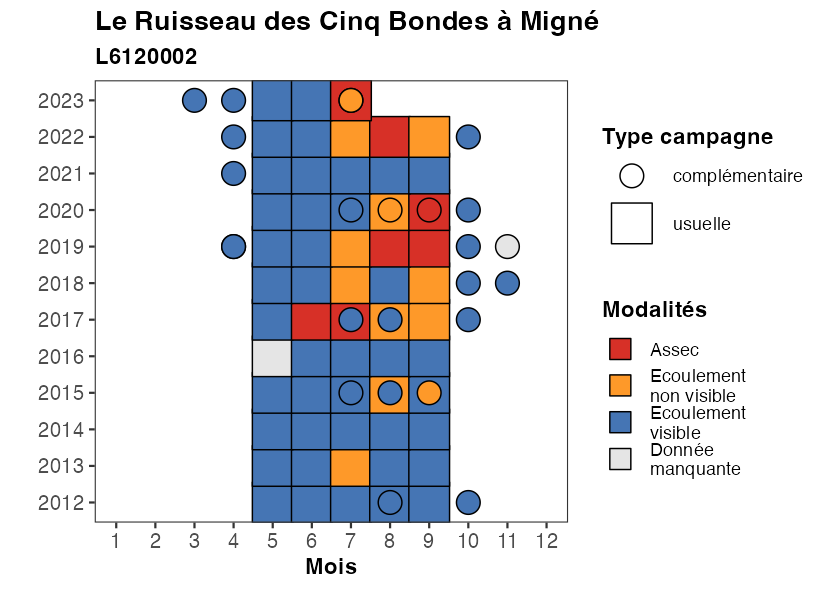 Le Ruisseau des Cinq Bondes à Migné
L6120002
2023
2022
2021
2020
2019
2018
2017
2016
2015
2014
2013
2012
1 2 3 4 5 6 7 8 9 10 11 12
Mois
Type campagne
complémentaire
usuelle
Modalités
Assec
Ecoulement
non visible
Ecoulement
visible
Donnée
manquante